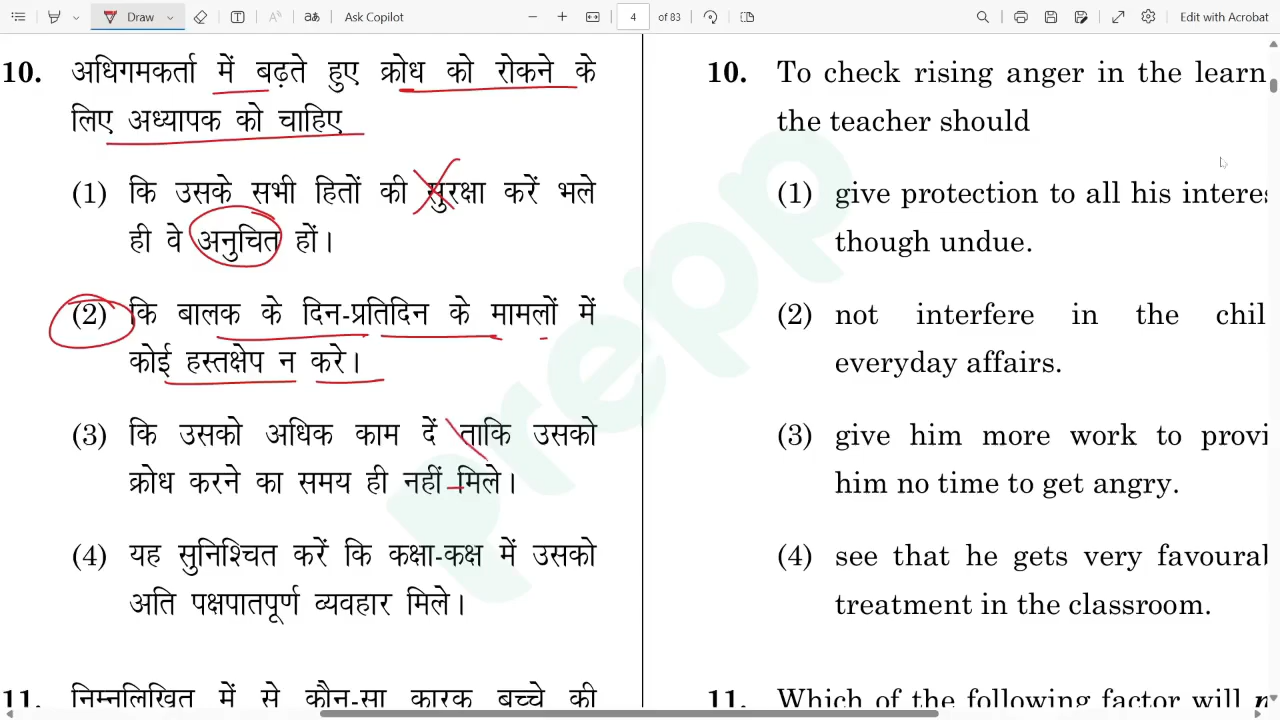 Draw
Ask Copilot
4
of 83
Edit with Acrobat
10. अधिगमकर्ता में बढ़ते हुए क्रोध को रोकने के
लिए अध्यापक को चाहिए
(1) कि उसके सभी हितों की सुरक्षा करें भले
ही वे अनुचित हों।
(2) कि बालक के दिन-प्रतिदिन के मामलों में
कोई हस्तक्षेप न करे।
(3) कि उसको अधिक काम दें ताकि उसको
क्रोध करने का समय ही नहीं मिले।
(4) यह सुनिश्चित करें कि कक्षा-कक्ष में उसको
अति पक्षपातपूर्ण व्यवहार मिले।
11. निम्नलिखित में से कौन-सा कारक बच्चे की
10. To check rising anger in the learn
the teacher should
(1) give protection to all his interes
though undue.
(2) not interfere in the chil
everyday affairs.
(3) give him more work to provi
him no time to get angry.
(4) see that he gets very favoural
treatment in the classroom.
11. Which of the following factor will
prepp